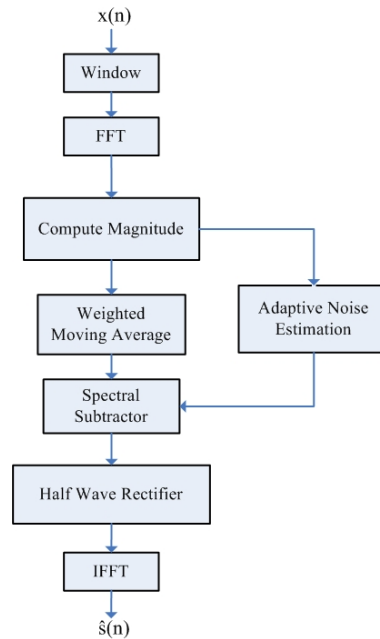 x(n)
Window
FFT
Compute Magnitude
Weighted
Moving Average
Adaptive Noise
Estimation
Spectral
Subtractor
Half Wave Rectifier
IFFT
ŝ(n)